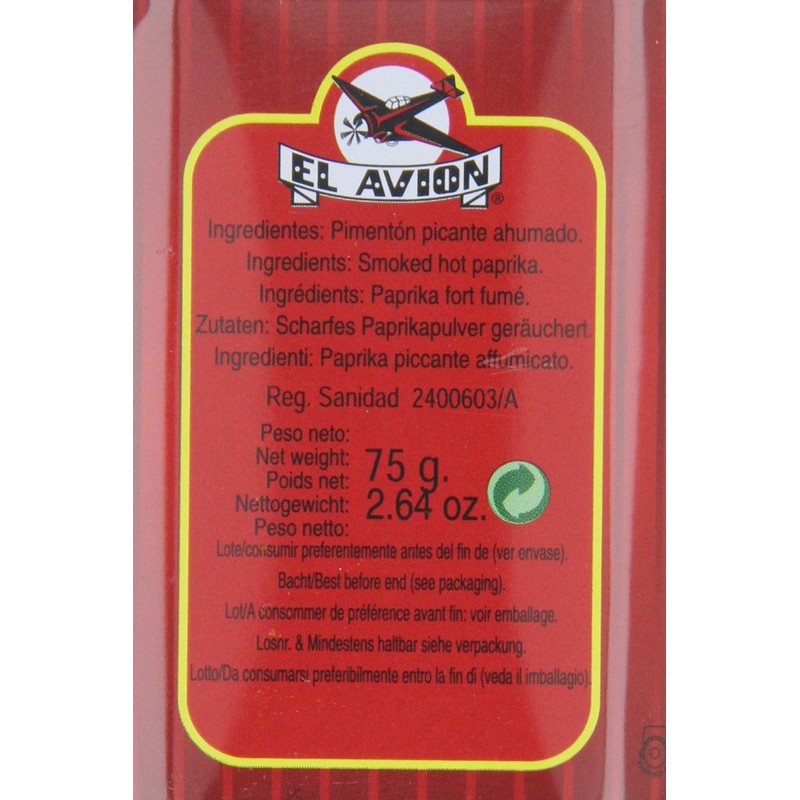 EL AVION®
Ingredientes: Pimentón picante ahumado.
Ingredients: Smoked hot paprika.
Ingrédients: Paprika fort fumé.
Zutaten: Scharfes Paprikapulver geräuchert.
Ingredienti: Paprika piccante affumicato.
Reg. Sanidad 2400603/A
Peso neto:
Net weight:
Poids net:
Nettogewicht:
Peso netto:
75 g.
2.64 oz.
Lote/consumir preferentemente antes del fin de (ver envase).
Bacht/Best before end (see packaging).
Lot/A consommer de préférence avant fin: voir emballage.
Losnr. & Mindestens haltbar siehe verpackung.
Lotto/Da consumarsi preferibilmente entro la fin di (veda il imballagio).